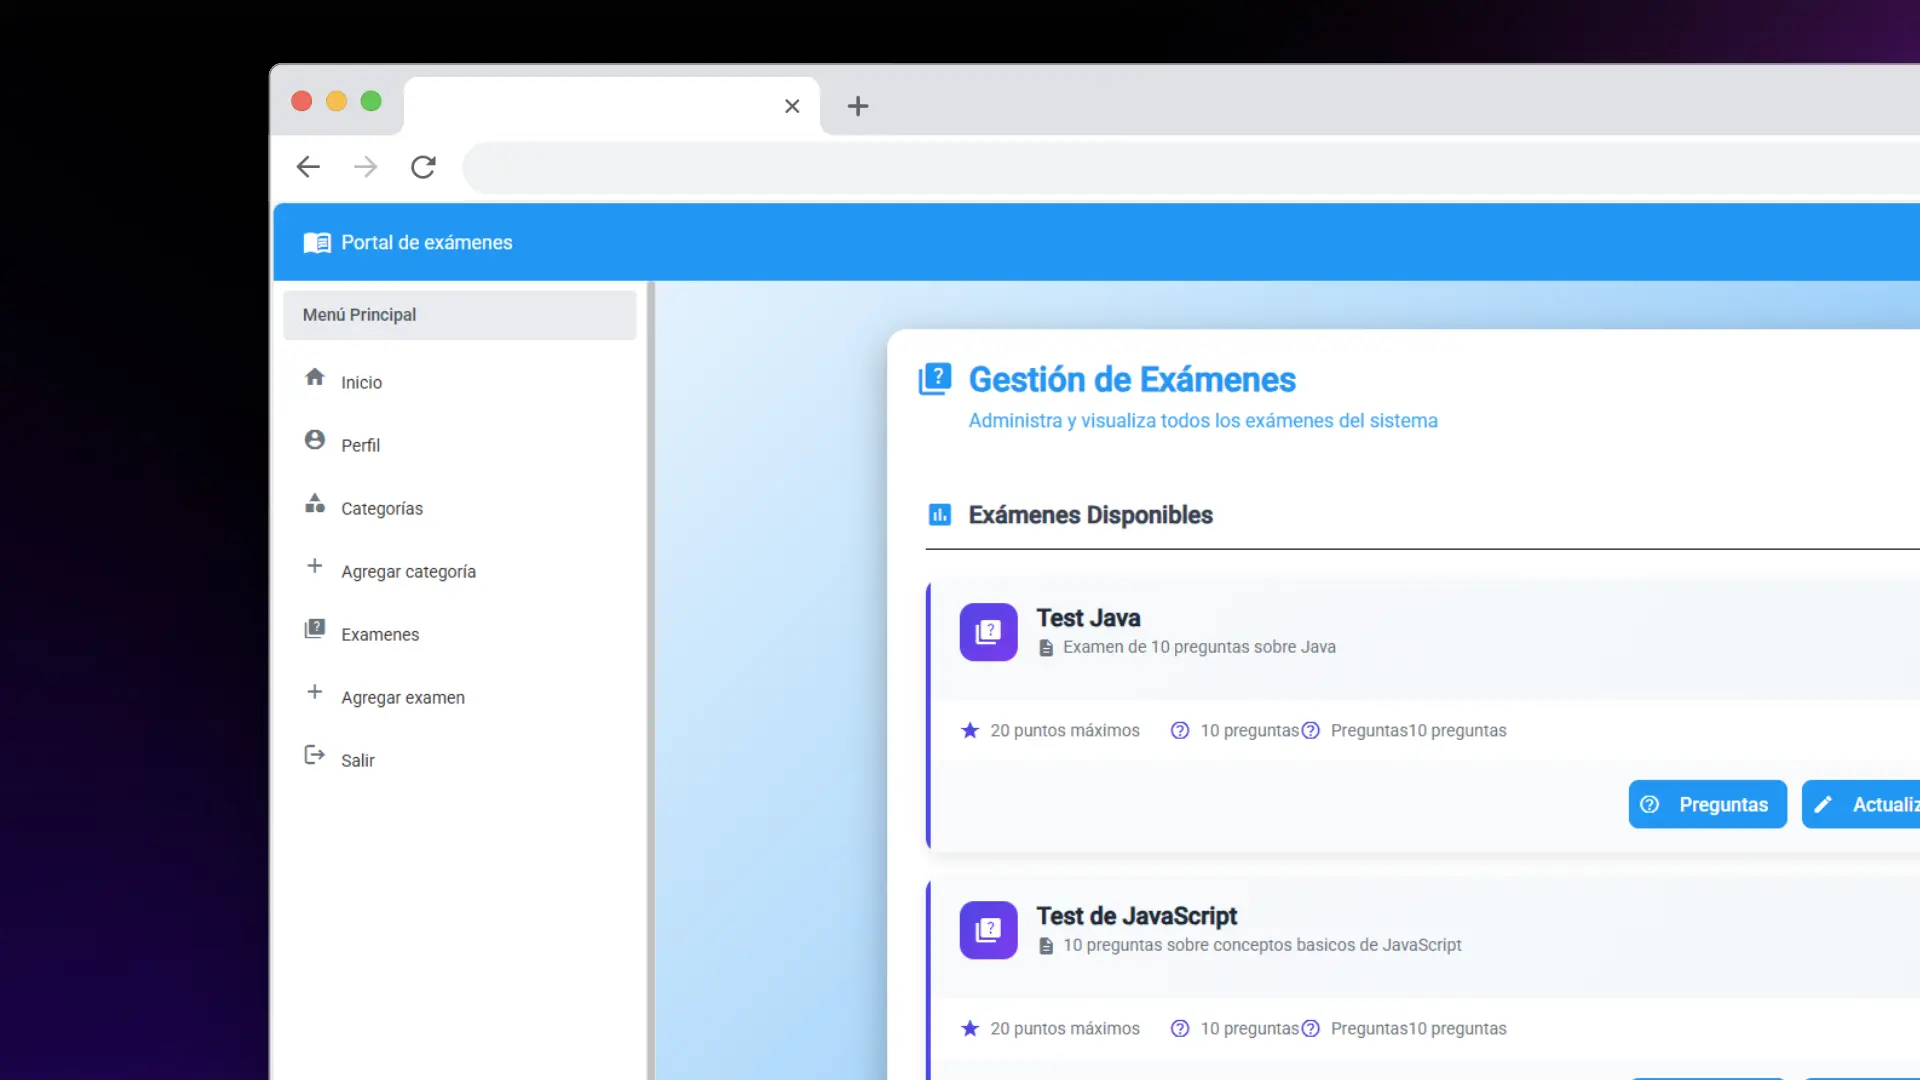 Portal de exámenes
Menú Principal
Inicio
Perfil
Categorías
Agregar categoría
Examenes
Agregar examen
Salir
Gestión de Exámenes
Administra y visualiza todos los exámenes del sistema
Exámenes Disponibles
Test Java
Examen de 10 preguntas sobre Java
20 puntos máximos 10 preguntas Preguntas10 preguntas
Preguntas Actualiz
Test de JavaScript
10 preguntas sobre conceptos basicos de JavaScript
20 puntos máximos 10 preguntas Preguntas10 preguntas